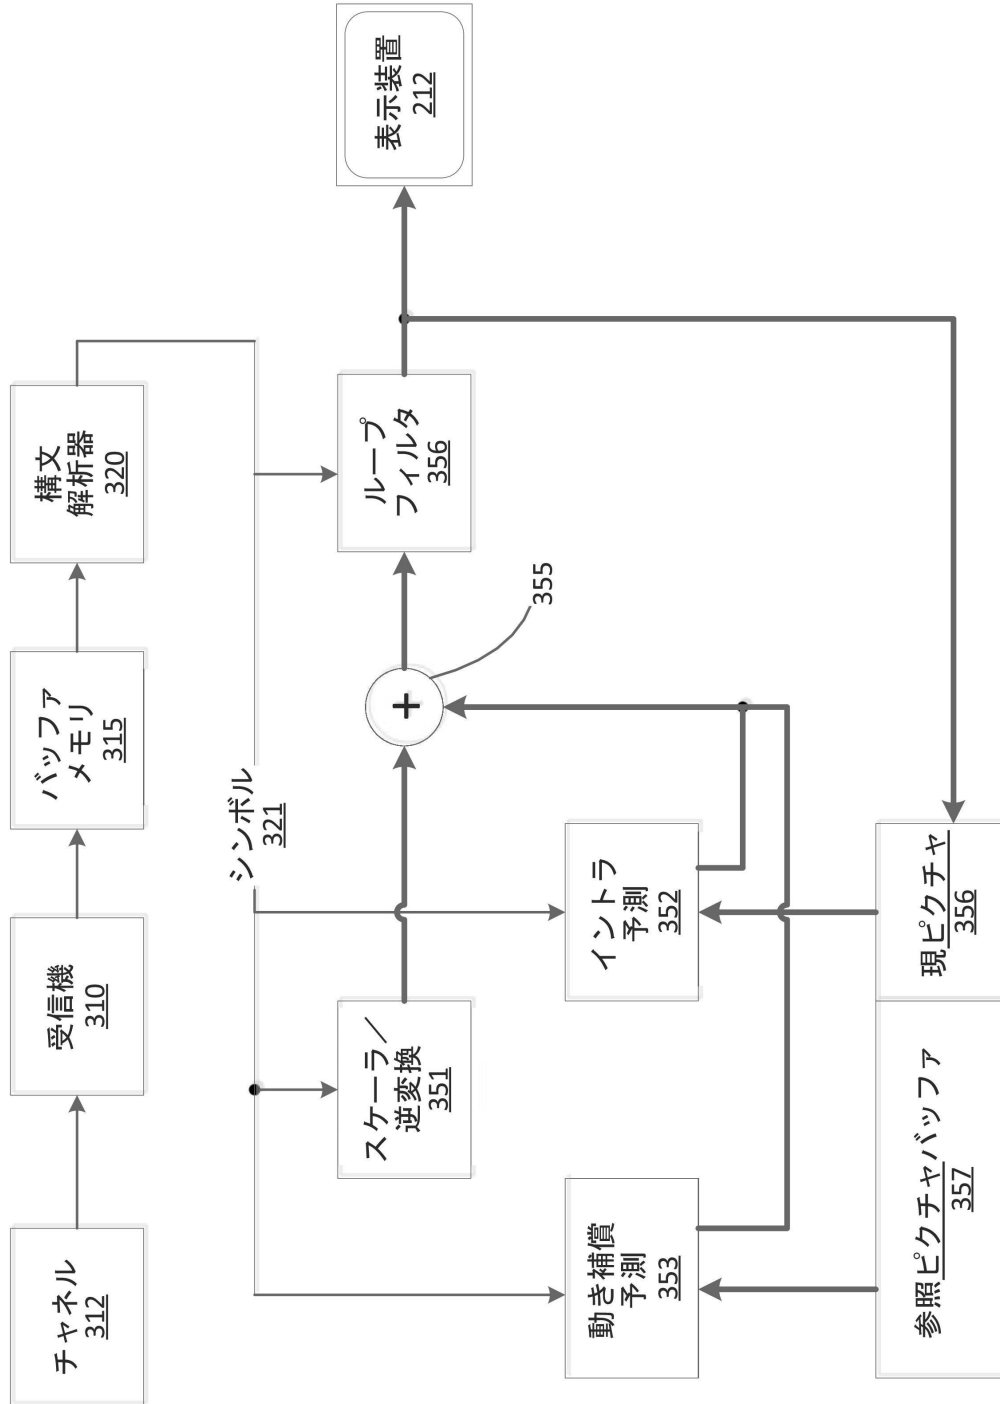 チャネル
312
受信機
310
バッファ
メモリ
315
構文
解析器
320
シンボル
321
スケーラ／
逆変換
351
+
355
ループ
フィルタ
356
表示装置
212
動き補償
予測
353
イントラ
予測
352
参照ピクチャバッファ
357
現ピクチャ
356